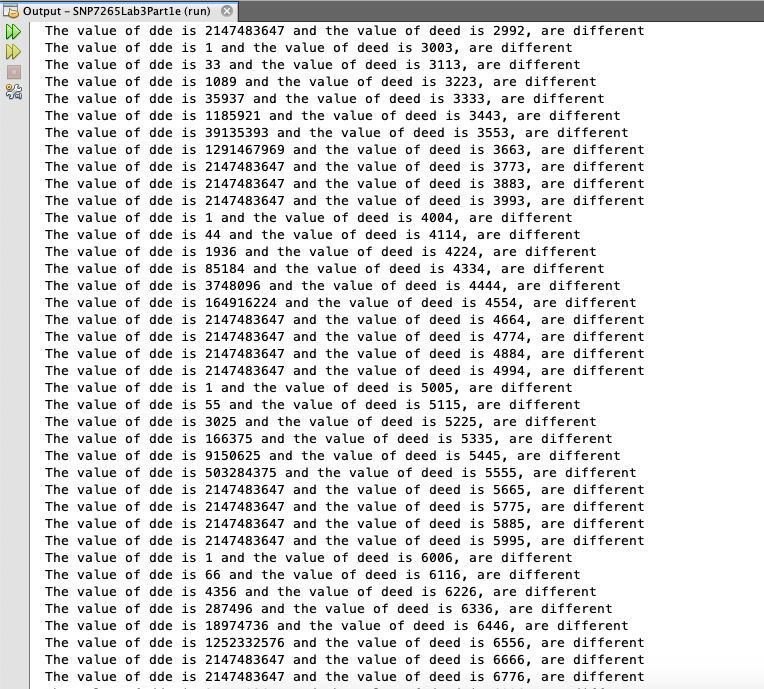 Output – SNP7265Lab3Part1e (run)
The value of dde is 2147483647 and the value of deed is 2992, are different
The value of dde is 1 and the value of deed is 3003, are different
The value of dde is 33 and the value of deed is 3113, are different
The value of dde is 1089 and the value of deed is 3223, are different
The value of dde is 35937 and the value of deed is 3333, are different
The value of dde is 1185921 and the value of deed is 3443, are different
The value of dde is 39135393 and the value of deed is 3553, are different
The value of dde is 1291467969 and the value of deed is 3663, are different
The value of dde is 2147483647 and the value of deed is 3773, are different
The value of dde is 2147483647 and the value of deed is 3883, are different
The value of dde is 2147483647 and the value of deed is 3993, are different
The value of dde is 1 and the value of deed is 4004, are different
The value of dde is 44 and the value of deed is 4114, are different
The value of dde is 1936 and the value of deed is 4224, are different
The value of dde is 85184 and the value of deed is 4334, are different
The value of dde is 3748096 and the value of deed is 4444, are different
The value of dde is 164916224 and the value of deed is 4554, are different
The value of dde is 2147483647 and the value of deed is 4664, are different
The value of dde is 2147483647 and the value of deed is 4774, are different
The value of dde is 2147483647 and the value of deed is 4884, are different
The value of dde is 2147483647 and the value of deed is 4994, are different
The value of dde is 1 and the value of deed is 5005, are different
The value of dde is 55 and the value of deed is 5115, are different
The value of dde is 3025 and the value of deed is 5225, are different
The value of dde is 166375 and the value of deed is 5335, are different
The value of dde is 9150625 and the value of deed is 5445, are different
The value of dde is 503284375 and the value of deed is 5555, are different
The value of dde is 2147483647 and the value of deed is 5665, are different
The value of dde is 2147483647 and the value of deed is 5775, are different
The value of dde is 2147483647 and the value of deed is 5885, are different
The value of dde is 2147483647 and the value of deed is 5995, are different
The value of dde is 1 and the value of deed is 6006, are different
The value of dde is 66 and the value of deed is 6116, are different
The value of dde is 4356 and the value of deed is 6226, are different
The value of dde is 287496 and the value of deed is 6336, are different
The value of dde is 18974736 and the value of deed is 6446, are different
The value of dde is 1252332576 and the value of deed is 6556, are different
The value of dde is 2147483647 and the value of deed is 6666, are different
The value of dde is 2147483647 and the value of deed is 6776, are different